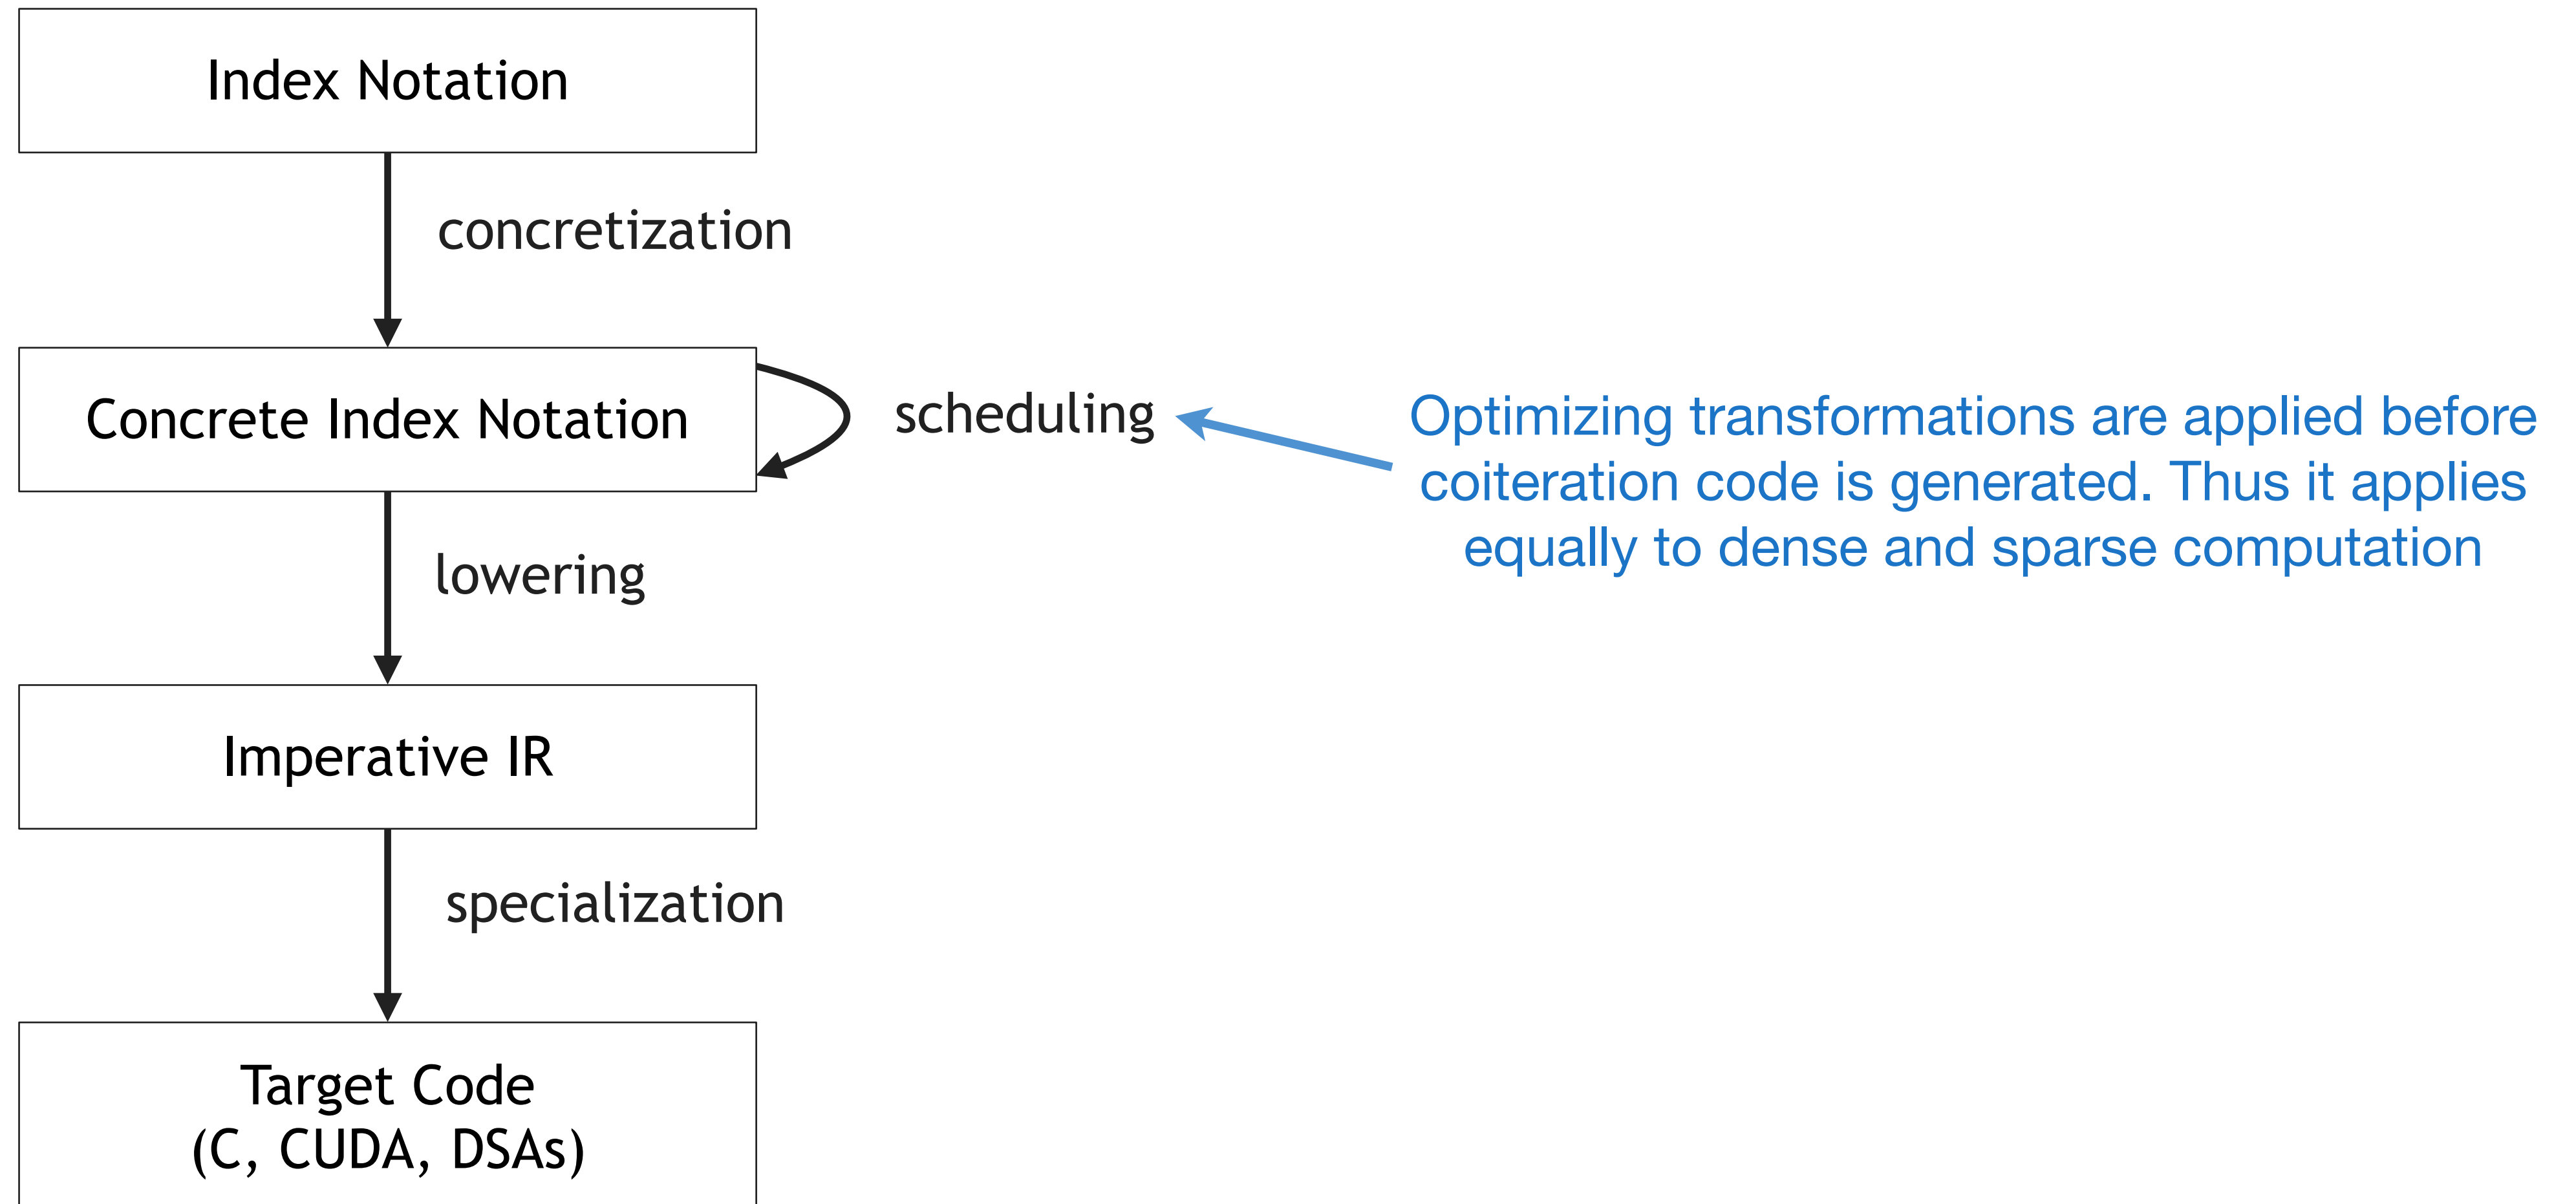 Index Notation
concretization
Concrete Index Notation
scheduling
Optimizing transformations are applied before
coiteration code is generated. Thus it applies
equally to dense and sparse computation
lowering
Imperative IR
specialization
Target Code
(C, CUDA, DSAs)